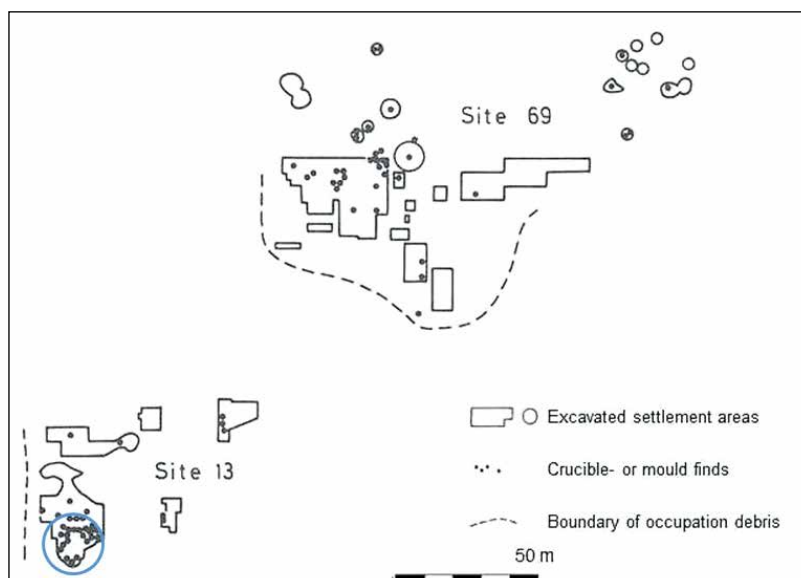 Site 69
Site 13
Excavated settlement areas
Crucible- or mould finds
Boundary of occupation debris
50 m